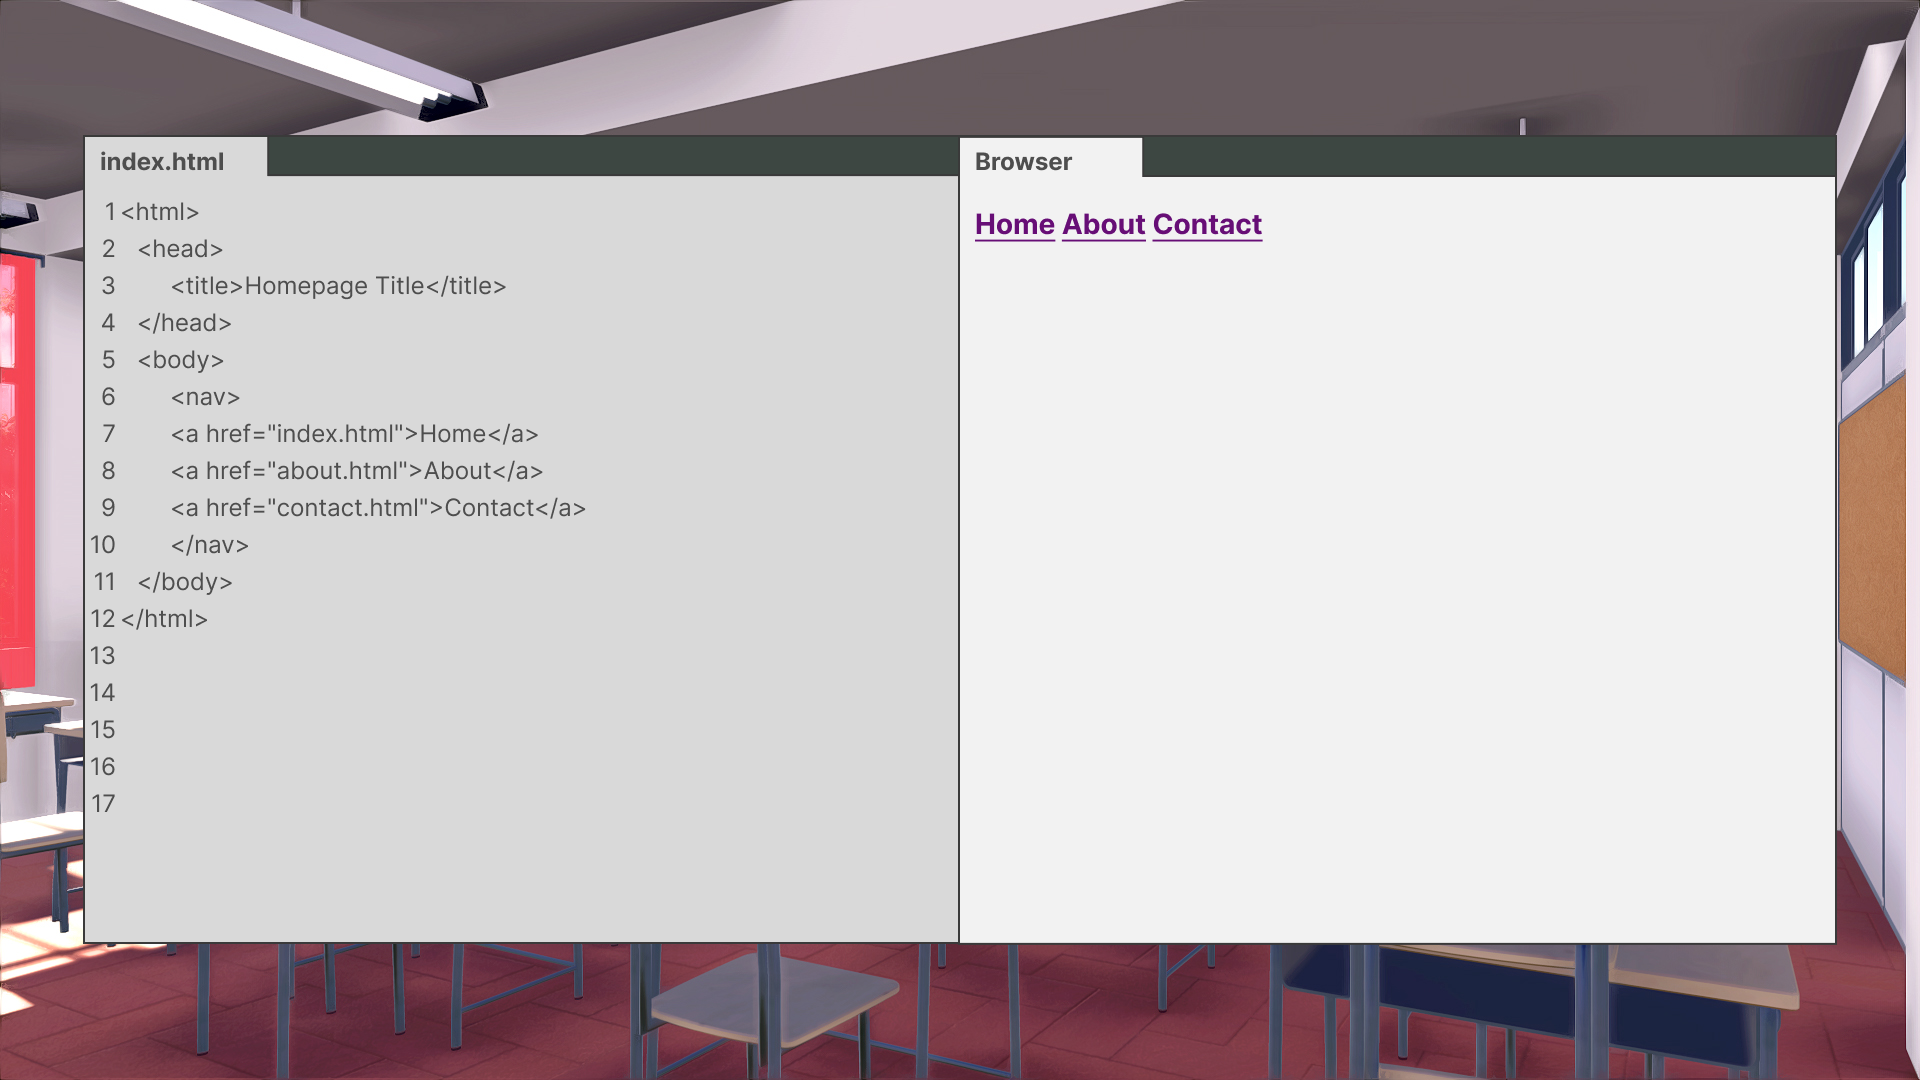 index.html
1 <html>
2 <head>
3 <title>Homepage Title</title>
4 </head>
5 <body>
6 <nav>
7 <a href="index.html">Home</a>
8 <a href="about.html">About</a>
9 <a href="contact.html">Contact</a>
10 </nav>
11 </body>
12 </html>
13
14
15
16
17
Browser
Home About Contact